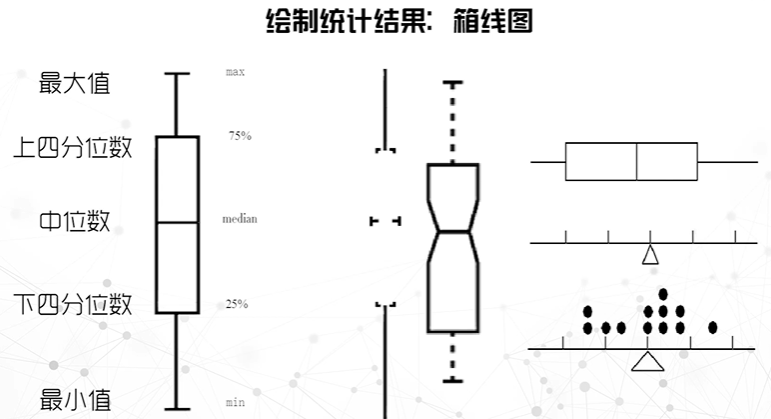 绘制统计结果：箱线图
最大值
max
上四分位数
75%
中位数
median
下四分位数
25%
最小值
min